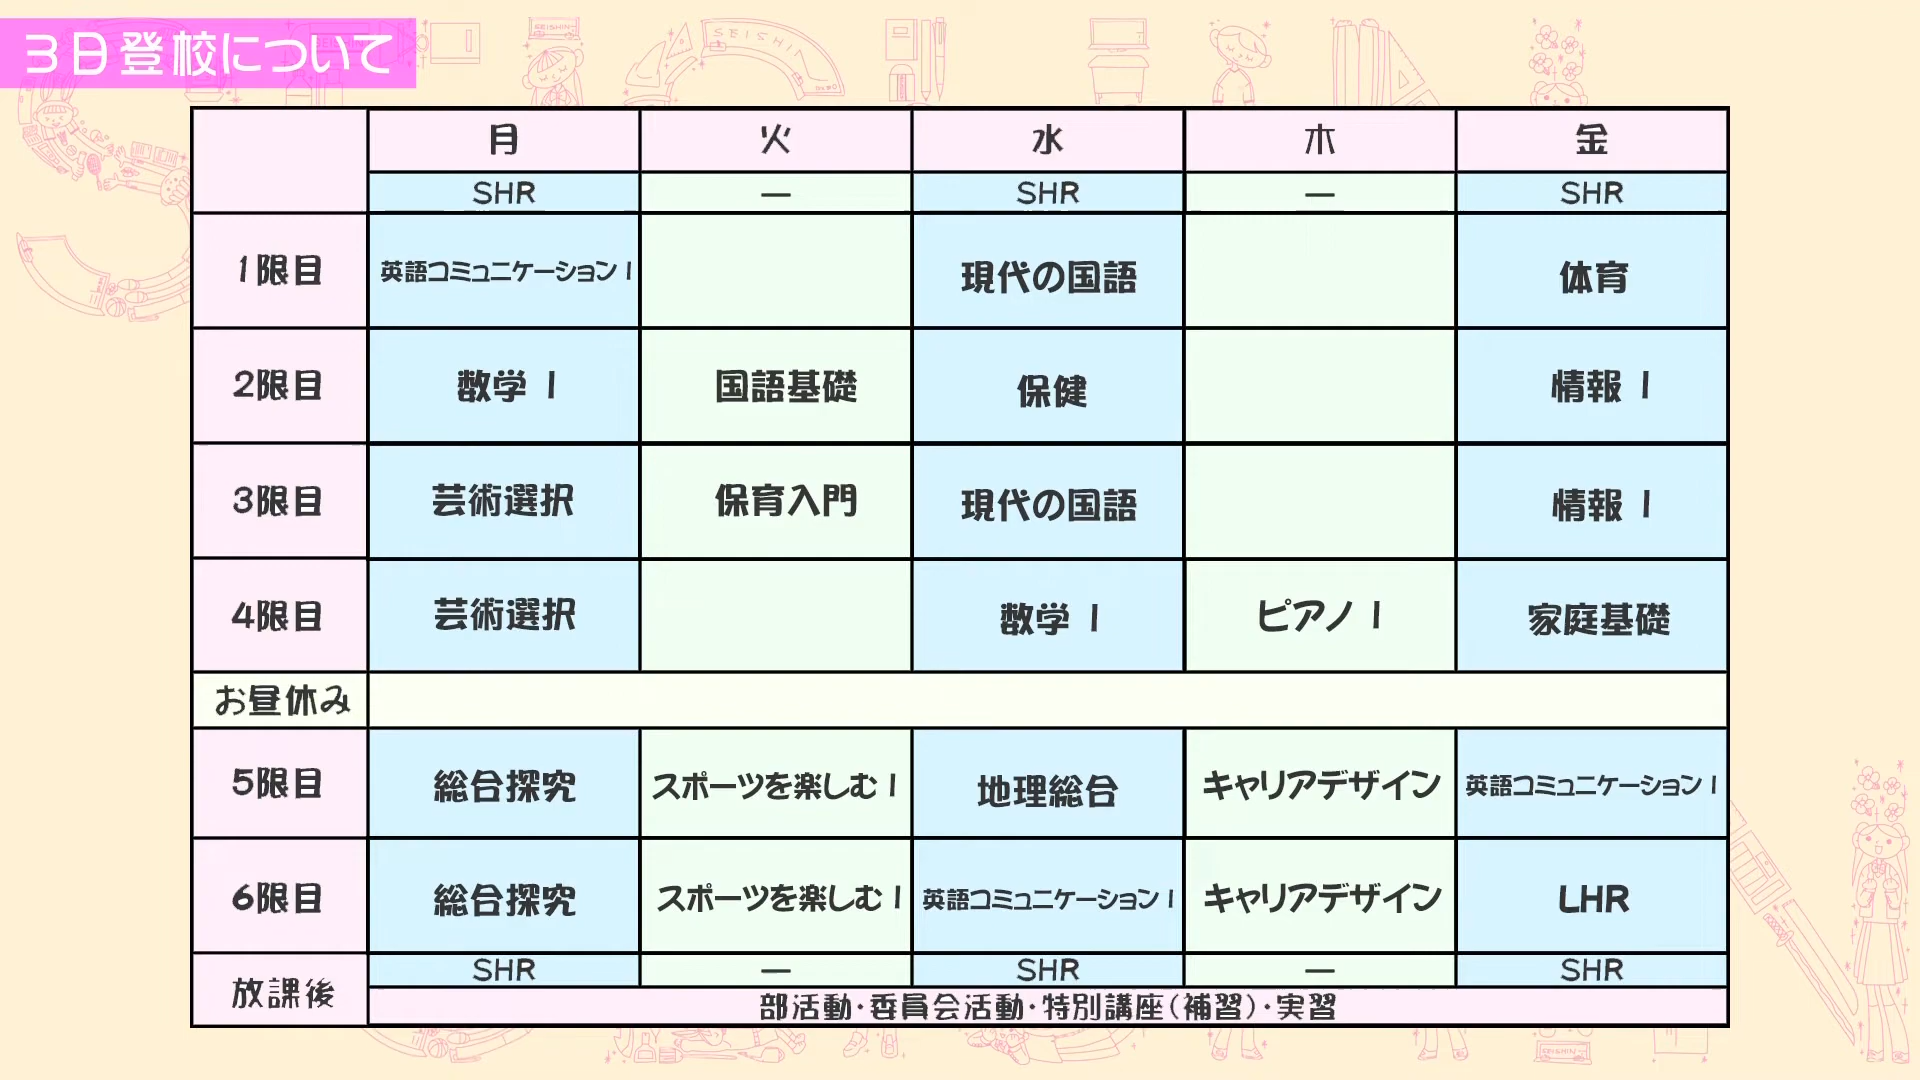 3日登校について
月 火 水 木 金
SHR — SHR — SHR
1限目 英語コミュニケーションⅠ 現代の国語 体育
2限目 数学Ⅰ 国語基礎 保健 情報Ⅰ
3限目 芸術選択 保育入門 現代の国語 情報Ⅰ
4限目 芸術選択 数学Ⅰ ピアノⅠ 家庭基礎
お昼休み
5限目 総合探究 スポーツを楽しむⅠ 地理総合 キャリアデザイン 英語コミュニケーションⅠ
6限目 総合探究 スポーツを楽しむⅠ 英語コミュニケーションⅠ キャリアデザイン LHR
放課後 SHR — SHR — SHR
部活動・委員会活動・特別講座(補習)・実習
SEISHIN
SEISHIN
SEISHIN